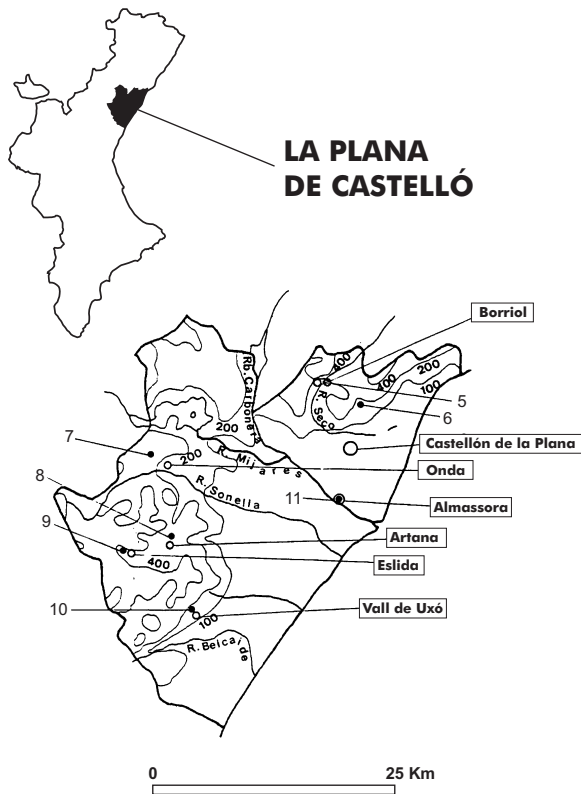 LA PLANA
DE CASTELLÓ
Borriol
400
200
400
100
Rb. Carbonera
R. Seco
5
6
200
Castellón de la Plana
7
200
R. Mijares
Onda
8
R. Sonella
11
Almassora
9
Artana
400
Eslida
10
100
Vall de Uxó
R. Belcaide
0
25 Km